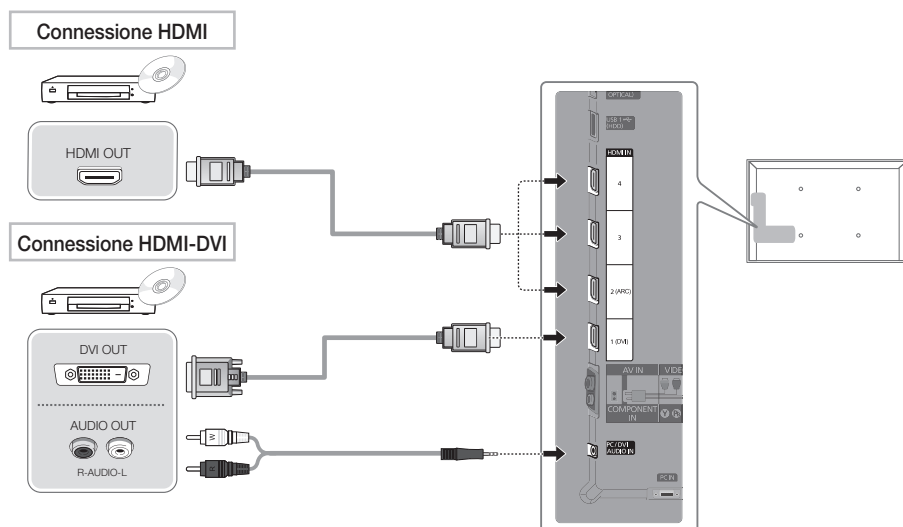 Connessione HDMI
HDMI OUT
Connessione HDMI-DVI
DVI OUT
AUDIO OUT
R-AUDIO-L
W
R
OPTICAL)
USB 1
(HDD)
HDMI IN
4
3
2 (ARC)
1 (DVI)
AV IN
VIDE
COMPONENT
IN
Y
PC/DVI
AUDIO IN
PC IN